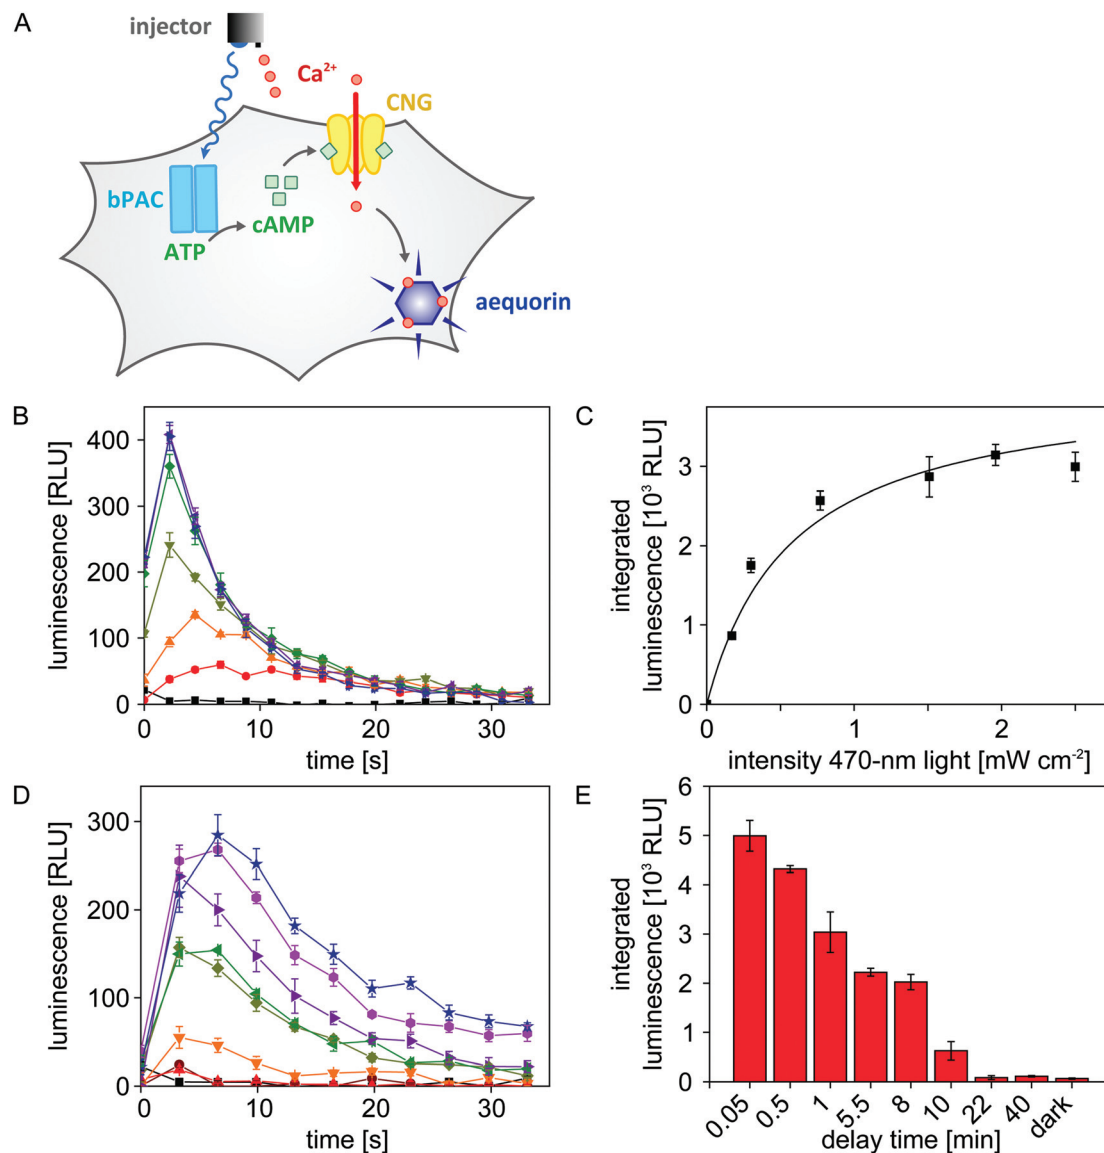 A
injector
Ca²⁺
CNG
bPAC
cAMP
ATP
aequorin
B
luminescence [RLU]
400
300
200
100
0
0 10 20 30
time [s]
C
integrated
luminescence [10³ RLU]
3
2
1
0
0 1 2
intensity 470-nm light [mW cm⁻²]
D
luminescence [RLU]
300
200
100
0
0 10 20 30
time [s]
E
integrated
luminescence [10³ RLU]
6
5
4
3
2
1
0
0.05 0.5 1 5.5 8 10 22 40 dark
delay time [min]